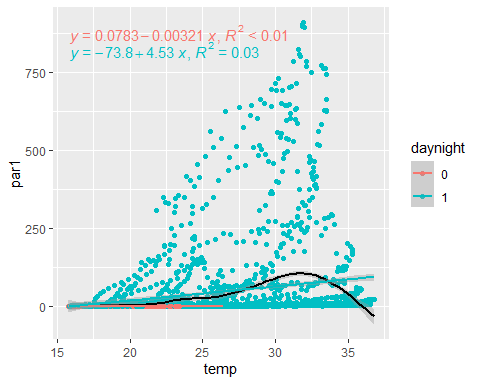 y = 0.0783 − 0.00321 x, R² < 0.01
y = −73.8 + 4.53 x, R² = 0.03
750
500
250
0
15 20 25 30 35
temp
par1
daynight
0
1